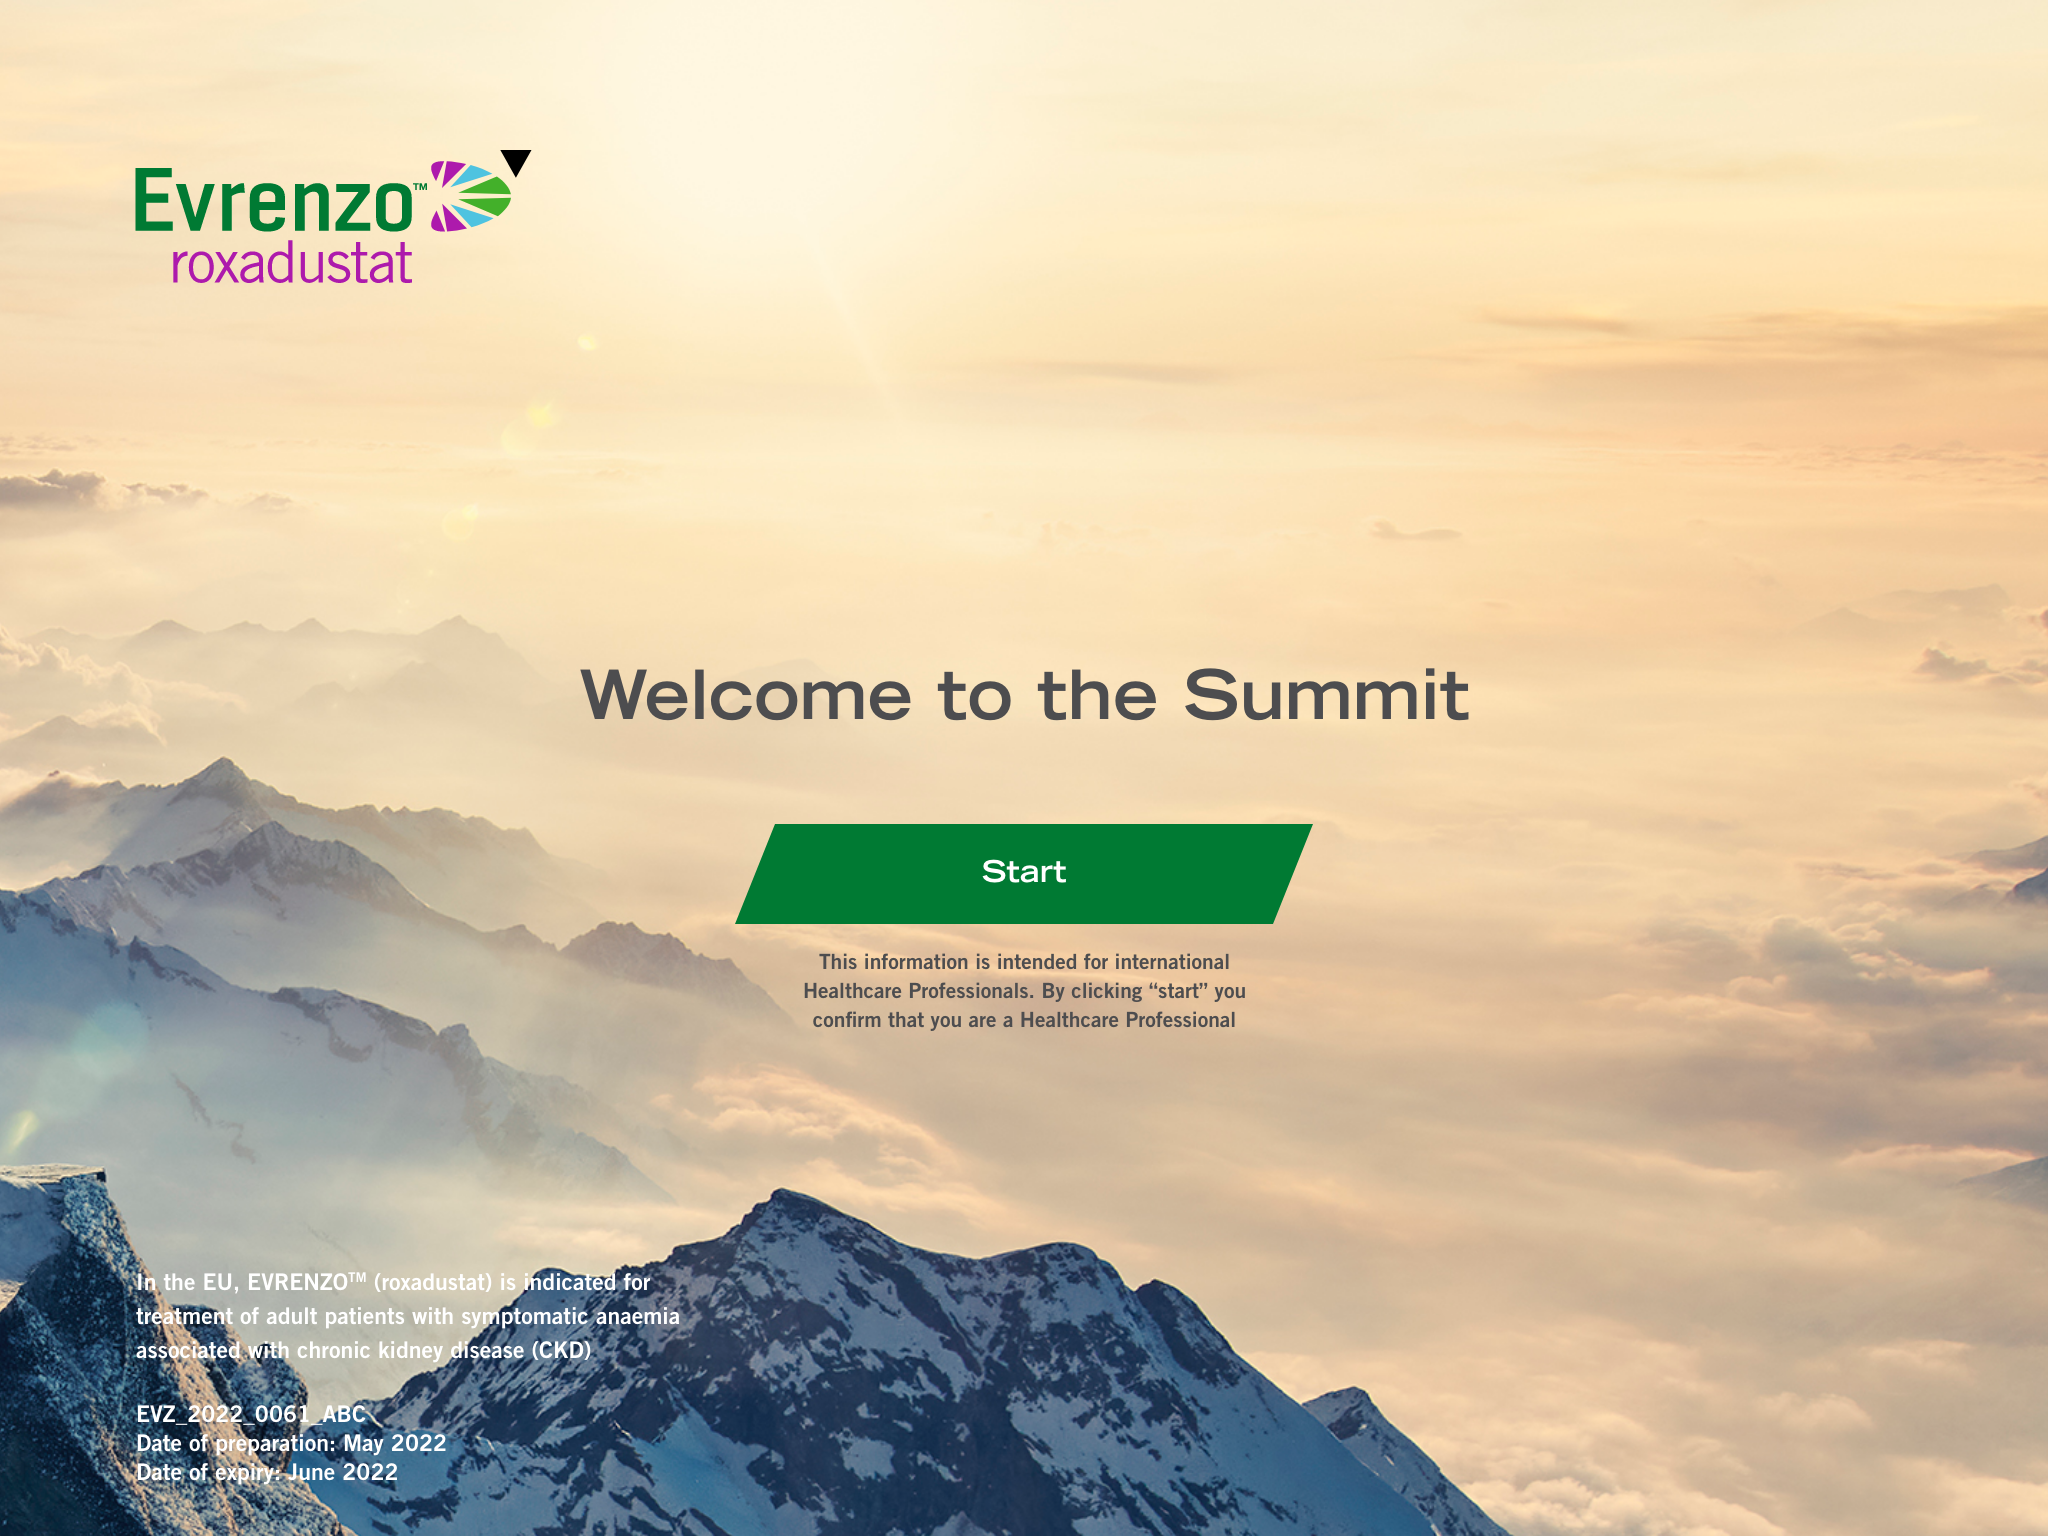 Evrenzo™
roxadustat
Welcome to the Summit
Start
This information is intended for international
Healthcare Professionals. By clicking “start” you
confirm that you are a Healthcare Professional
In the EU, EVRENZO™ (roxadustat) is indicated for
treatment of adult patients with symptomatic anaemia
associated with chronic kidney disease (CKD)
EVZ_2022_0061_ABC
Date of preparation: May 2022
Date of expiry: June 2022